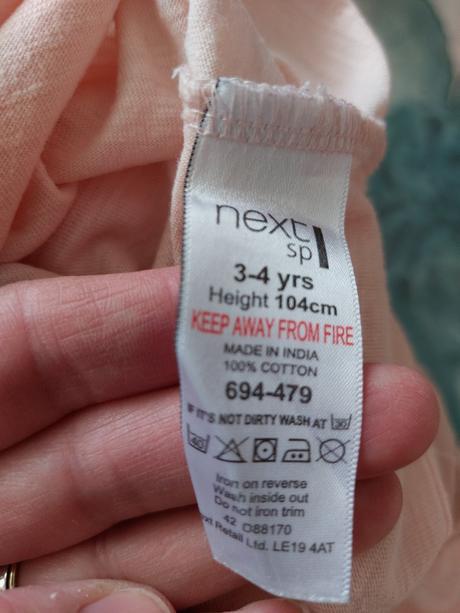 next
sp
3-4 yrs
Height 104cm
KEEP AWAY FROM FIRE
MADE IN INDIA
100% COTTON
694-479
IF IT'S NOT DIRTY WASH AT 30
40
Iron on reverse
Wash inside out
Do not iron trim
42 D88170
Retail Ltd. LE19 4AT